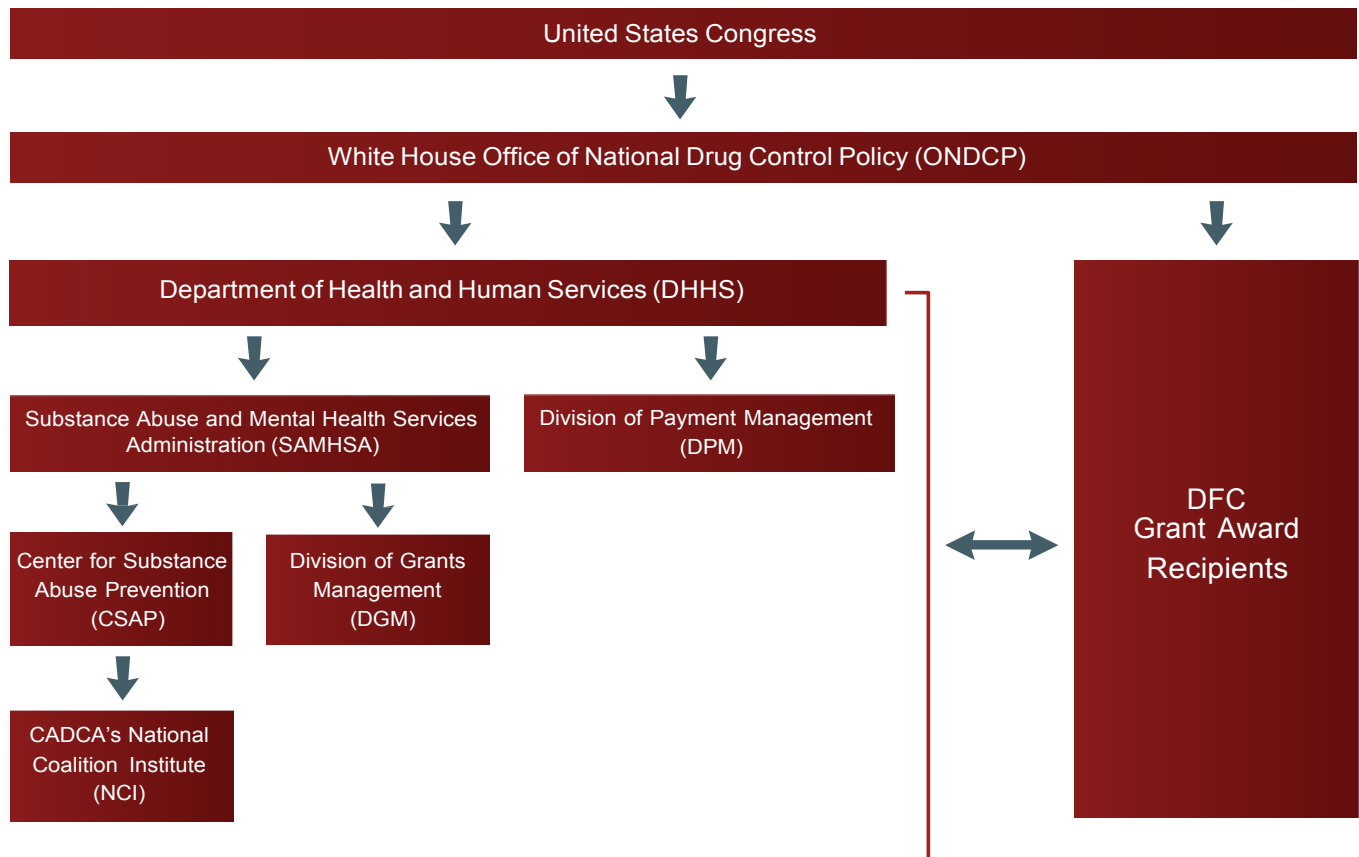 United States Congress
White House Office of National Drug Control Policy (ONDCP)
Department of Health and Human Services (DHHS)
Substance Abuse and Mental Health Services
Administration (SAMHSA)
Division of Payment Management
(DPM)
Center for Substance
Abuse Prevention
(CSAP)
Division of Grants
Management
(DGM)
CADCA’s National
Coalition Institute
(NCI)
DFC
Grant Award
Recipients